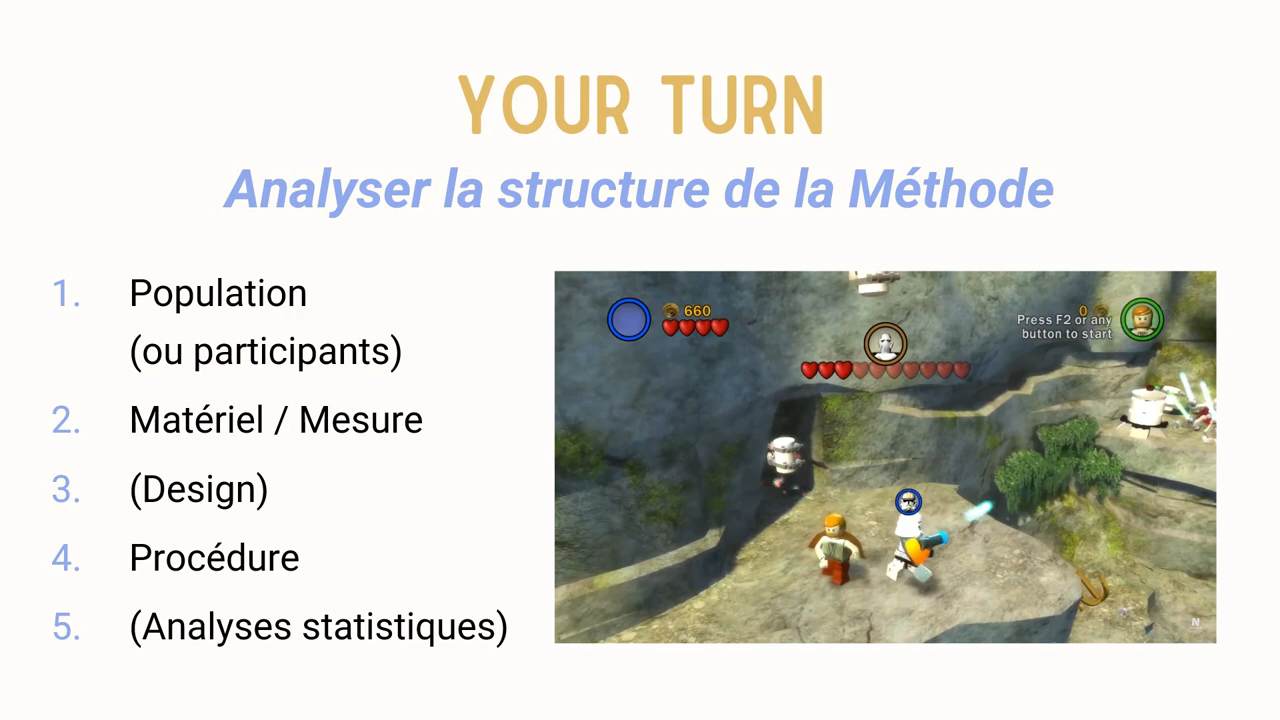 YOUR TURN
Analyser la structure de la Méthode
1. Population
(ou participants)
2. Matériel / Mesure
3. (Design)
4. Procédure
5. (Analyses statistiques)
660
0
Press F2 or any
button to start
N